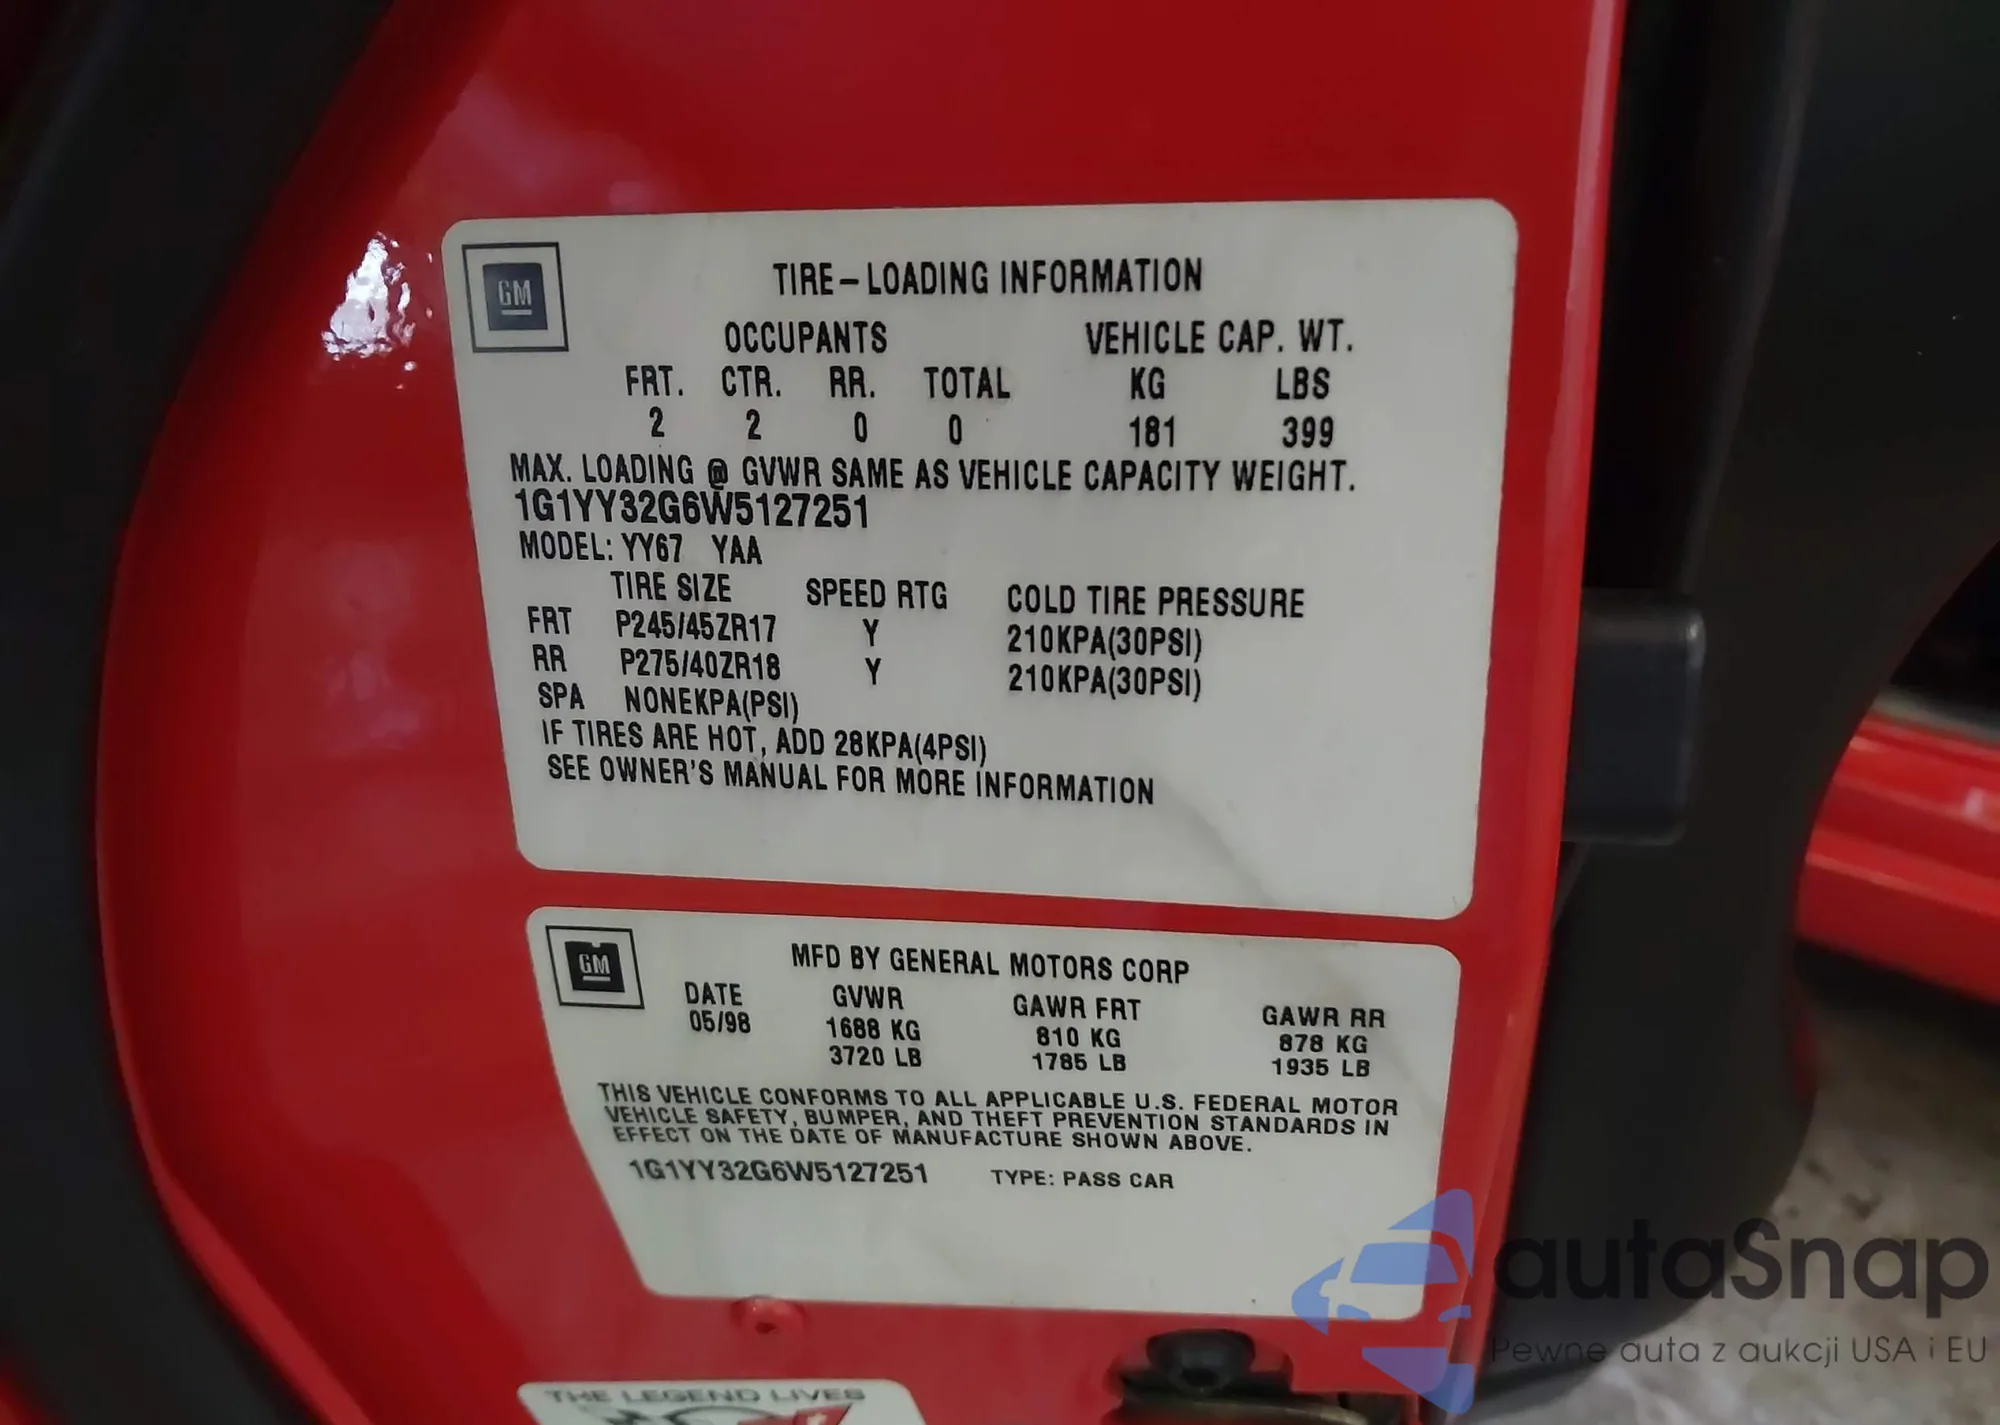 GM
TIRE-LOADING INFORMATION
OCCUPANTS VEHICLE CAP. WT.
FRT. CTR. RR. TOTAL KG LBS
2 2 0 0 181 399
MAX. LOADING @ GVWR SAME AS VEHICLE CAPACITY WEIGHT.
1G1YY32G6W5127251
MODEL: YY67 YAA
TIRE SIZE SPEED RTG COLD TIRE PRESSURE
FRT P245/45ZR17 Y 210KPA(30PSI)
RR P275/40ZR18 Y 210KPA(30PSI)
SPA NONEKPA(PSI)
IF TIRES ARE HOT, ADD 28KPA(4PSI)
SEE OWNER'S MANUAL FOR MORE INFORMATION
GM
MFD BY GENERAL MOTORS CORP
DATE GVWR GAWR FRT GAWR RR
05/98 1688 KG 810 KG 878 KG
3720 LB 1785 LB 1935 LB
THIS VEHICLE CONFORMS TO ALL APPLICABLE U.S. FEDERAL MOTOR
VEHICLE SAFETY, BUMPER, AND THEFT PREVENTION STANDARDS IN
EFFECT ON THE DATE OF MANUFACTURE SHOWN ABOVE.
1G1YY32G6W5127251 TYPE: PASS CAR
THE LEGEND LIVES
autaSnap
Pewne auta z aukcji USA i EU